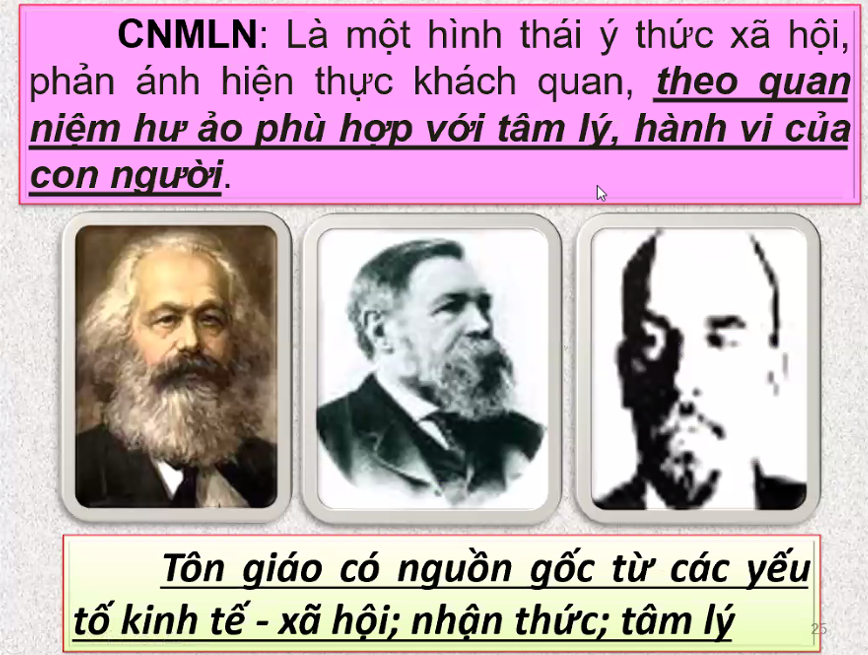 CNMLN: Là một hình thái ý thức xã hội,
phản ánh hiện thực khách quan, theo quan
niệm hư ảo phù hợp với tâm lý, hành vi của
con người.
Tôn giáo có nguồn gốc từ các yếu
tố kinh tế - xã hội; nhận thức; tâm lý
25